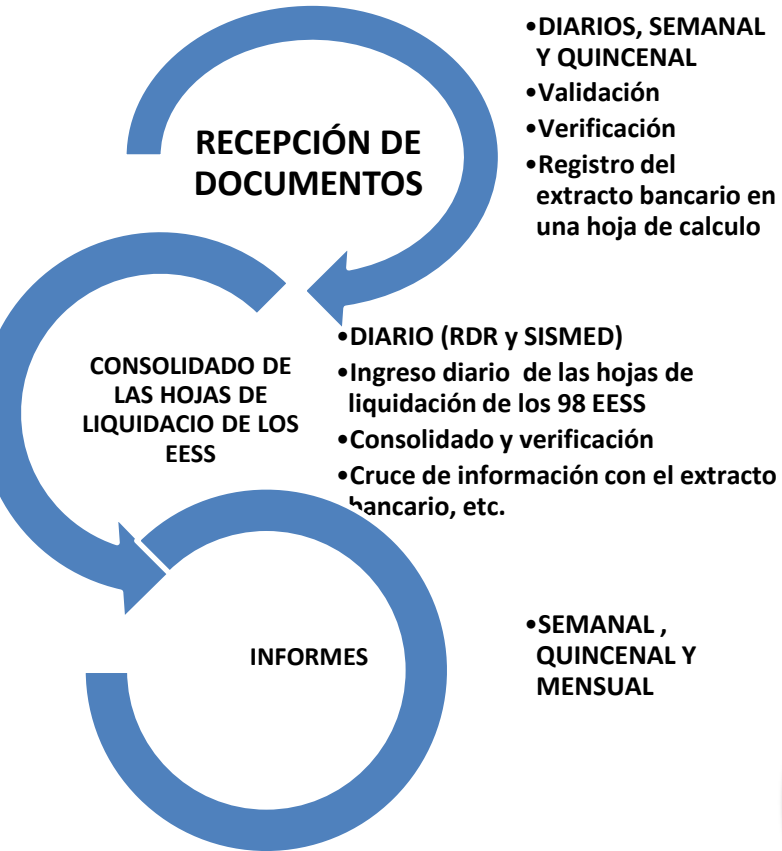 RECEPCIÓN DE
DOCUMENTOS
•DIARIOS, SEMANAL
Y QUINCENAL
•Validación
•Verificación
•Registro del
extracto bancario en
una hoja de calculo
CONSOLIDADO DE
LAS HOJAS DE
LIQUIDACIO DE LOS
EESS
•DIARIO (RDR y SISMED)
•Ingreso diario de las hojas de
liquidación de los 98 EESS
•Consolidado y verificación
•Cruce de información con el extracto
bancario, etc.
INFORMES
•SEMANAL ,
QUINCENAL Y
MENSUAL